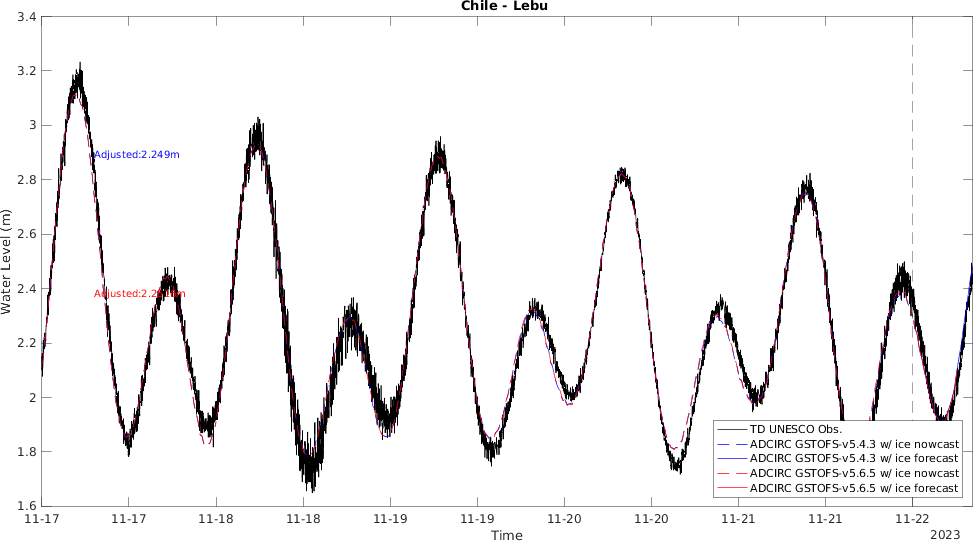 Chile - Lebu
3.4
3.2
3
2.8
2.6
2.4
2.2
2
1.8
1.6
Water Level (m)
Adjusted:2.249m
TD UNESCO Obs.
ADCIRC GSTOFS-v5.4.3 w/ ice nowcast
ADCIRC GSTOFS-v5.4.3 w/ ice forecast
ADCIRC GSTOFS-v5.6.5 w/ ice nowcast
ADCIRC GSTOFS-v5.6.5 w/ ice forecast
11-17 11-17 11-18 11-18 11-19 11-19 11-20 11-20 11-21 11-21 11-22
Time
2023